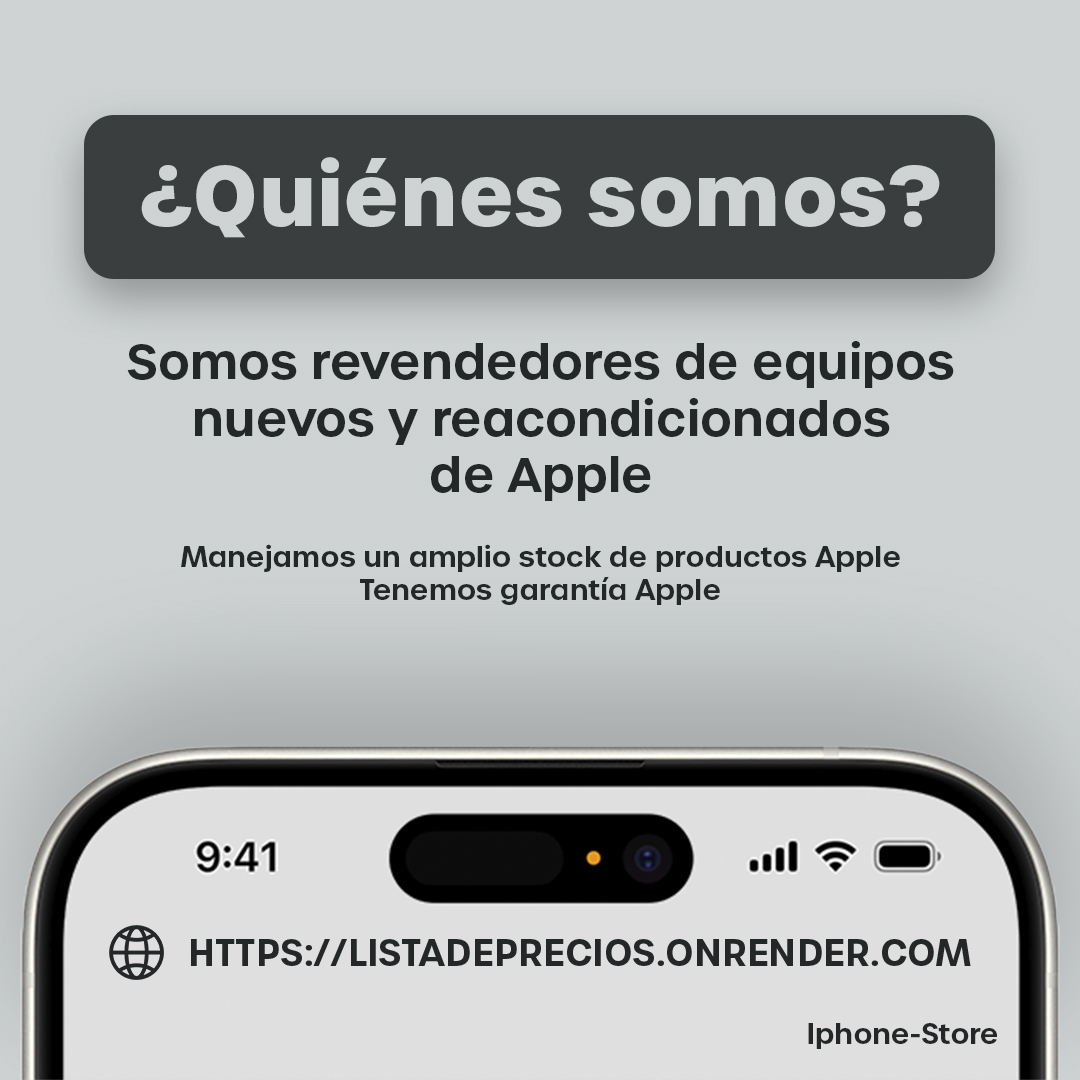 ¿Quiénes somos?
Somos revendedores de equipos
nuevos y reacondicionados
de Apple
Manejamos un amplio stock de productos Apple
Tenemos garantía Apple
9:41
HTTPS://LISTADEPRECIOS.ONRENDER.COM
Iphone-Store